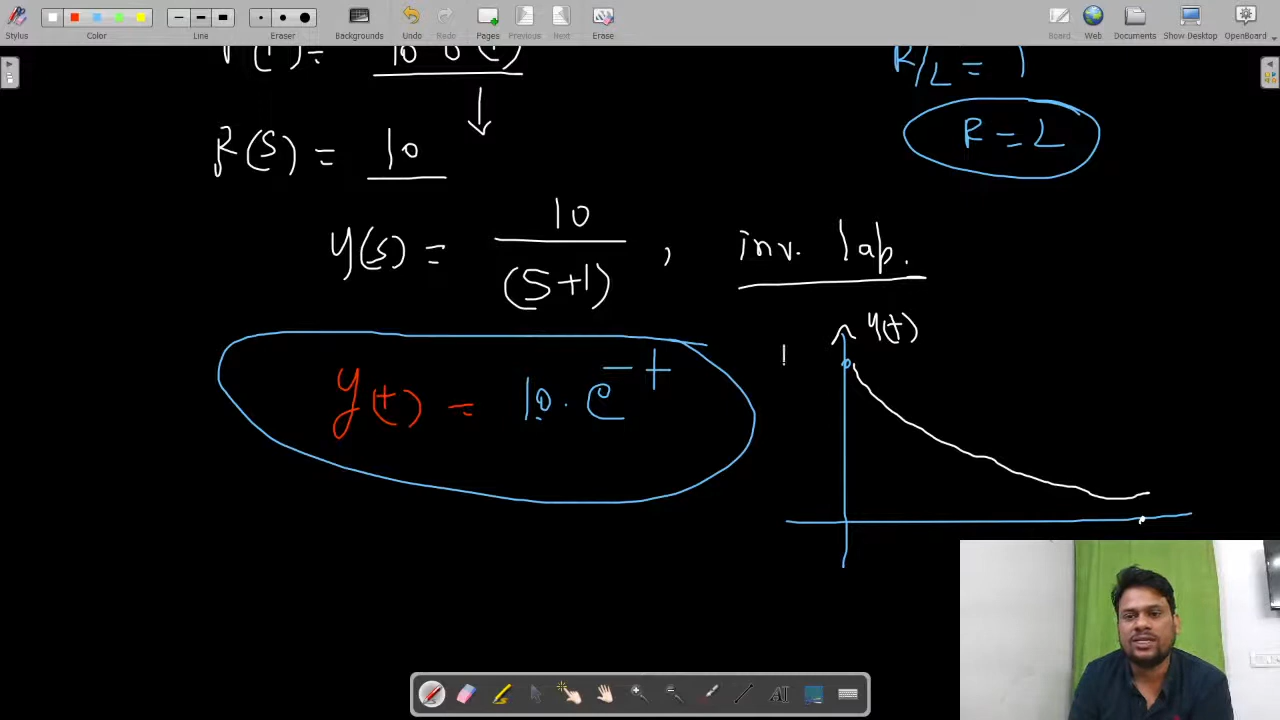 Stylus Color Line Eraser Backgrounds Undo Redo Pages Previous Next Erase Board Web Documents Show Desktop OpenBoard
R/L = 1
R = L
R(S) = 10
y(s) = 10 / (S+1) , inv. lap.
y(t)
y(t) = 10 . e^-t